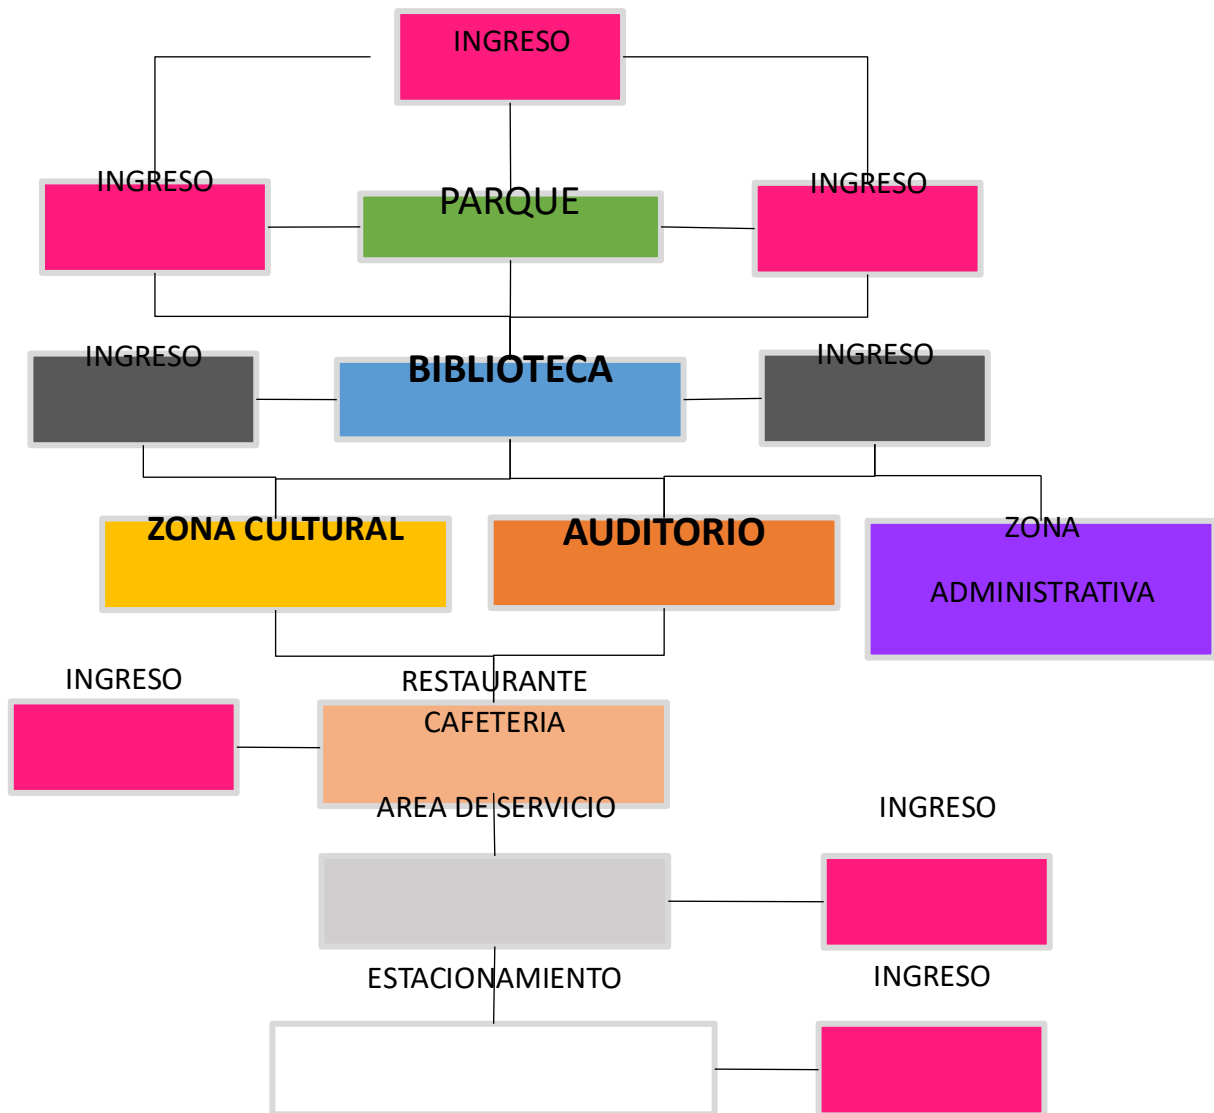 INGRESO
INGRESO
PARQUE
INGRESO
INGRESO
BIBLIOTECA
INGRESO
ZONA CULTURAL
AUDITORIO
ZONA
ADMINISTRATIVA
INGRESO
RESTAURANTE
CAFETERIA
AREA DE SERVICIO
INGRESO
ESTACIONAMIENTO
INGRESO